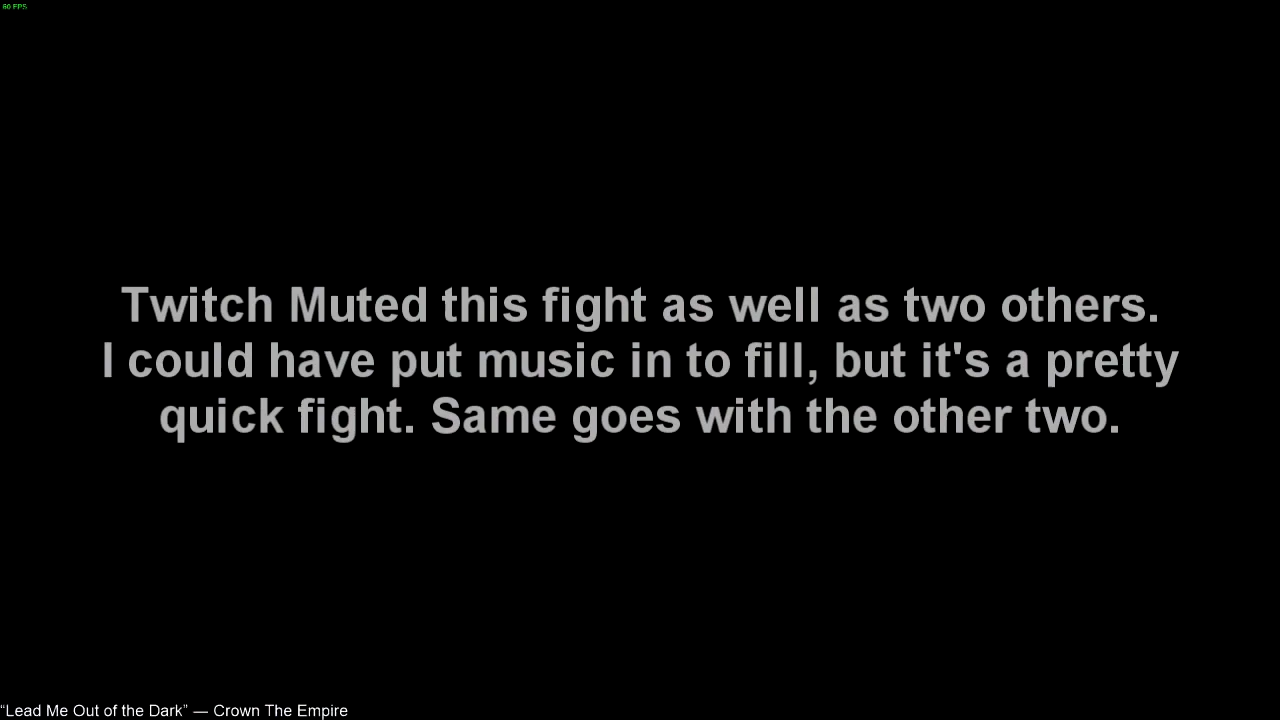 60 FPS
Twitch Muted this fight as well as two others.
I could have put music in to fill, but it's a pretty
quick fight. Same goes with the other two.
“Lead Me Out of the Dark” — Crown The Empire